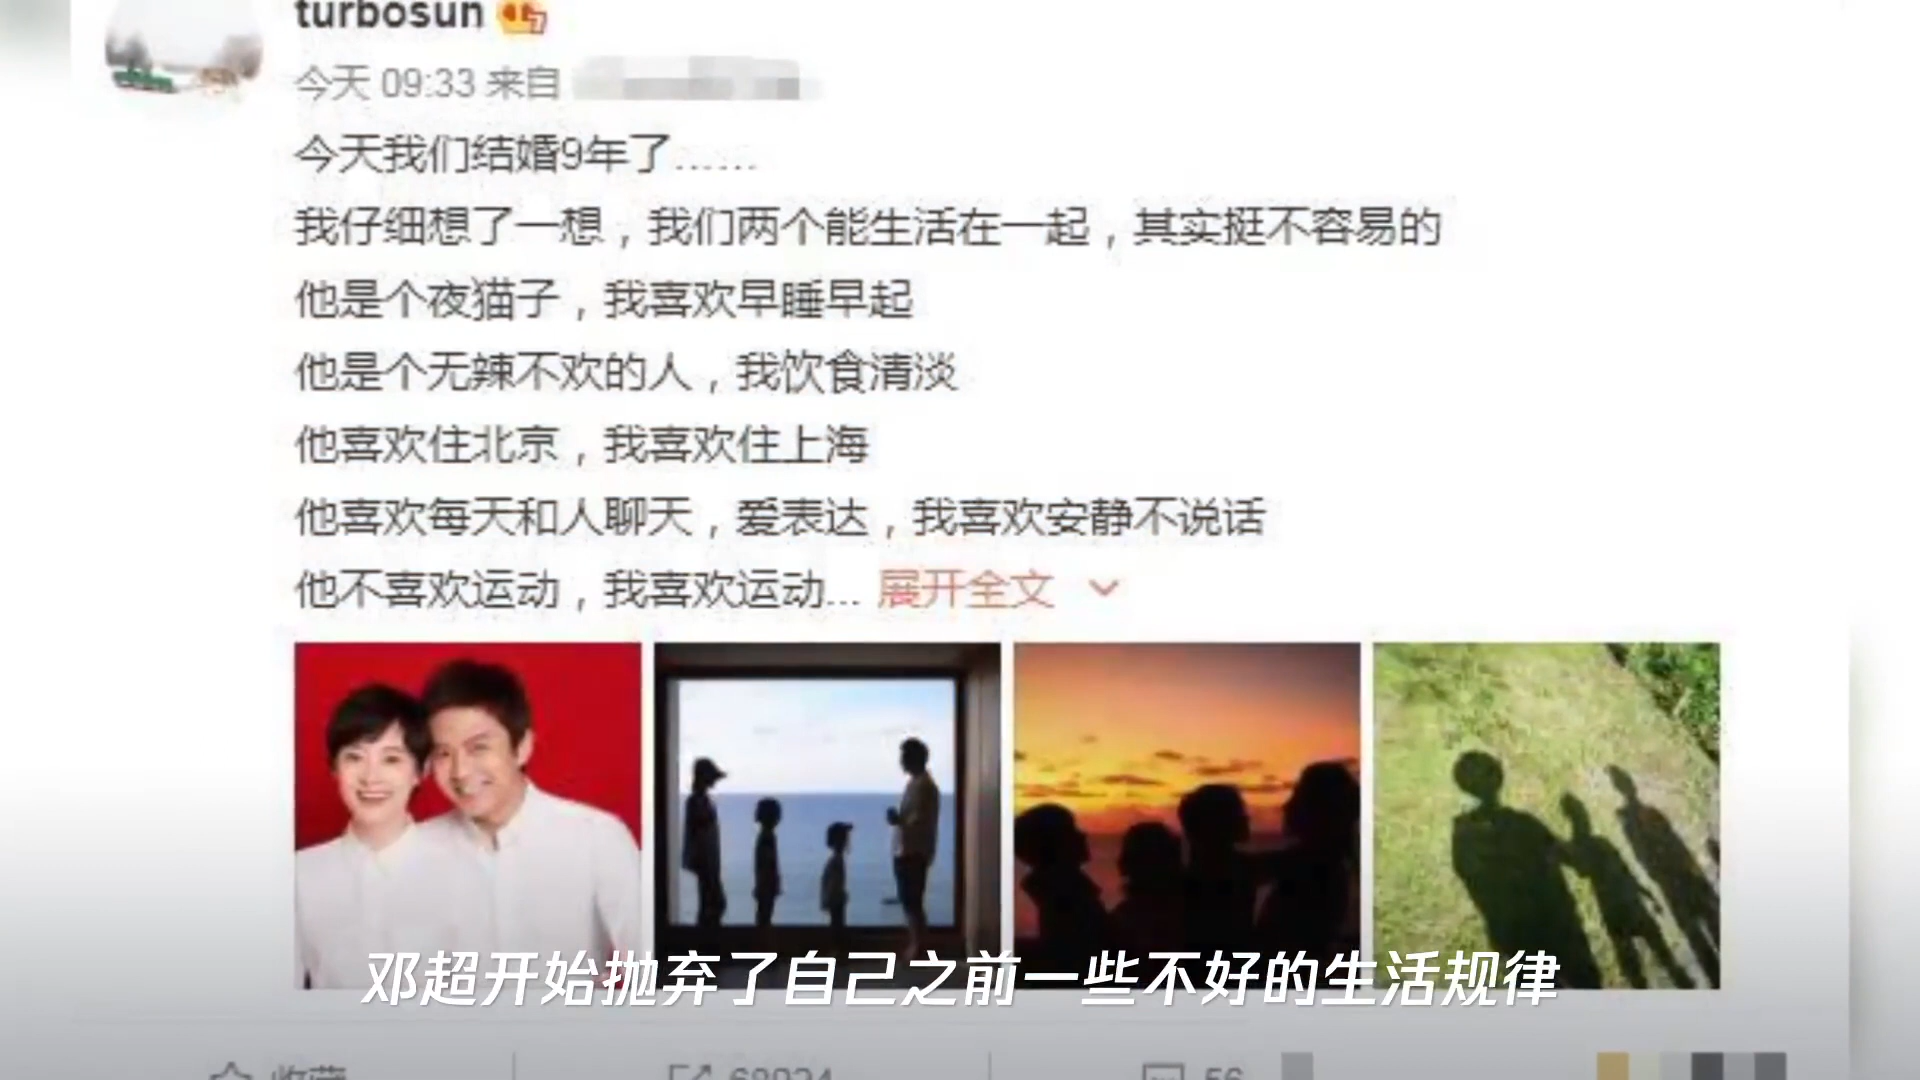 turbosun
今天 09:33 来自
今天我们结婚9年了……
我仔细想了一想，我们两个能生活在一起，其实挺不容易的
他是个夜猫子，我喜欢早睡早起
他是个无辣不欢的人，我饮食清淡
他喜欢住北京，我喜欢住上海
他喜欢每天和人聊天，爱表达，我喜欢安静不说话
他不喜欢运动，我喜欢运动... 展开全文
邓超开始抛弃了自己之前一些不好的生活规律
收藏